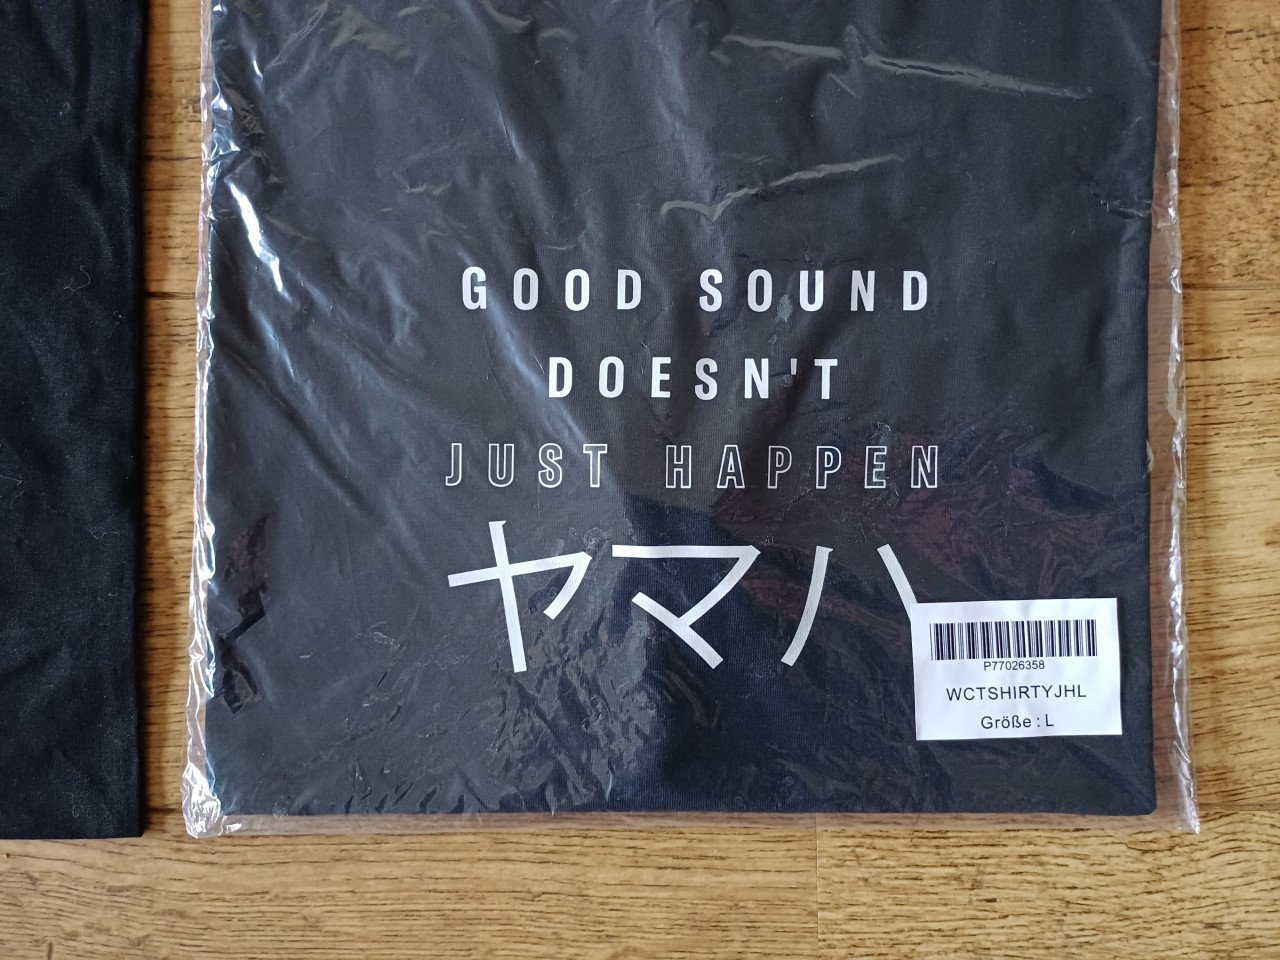 GOOD SOUND
DOESN'T
JUST HAPPEN
ヤマハ
P77026358
WCTSHIRTYJHL
Größe : L